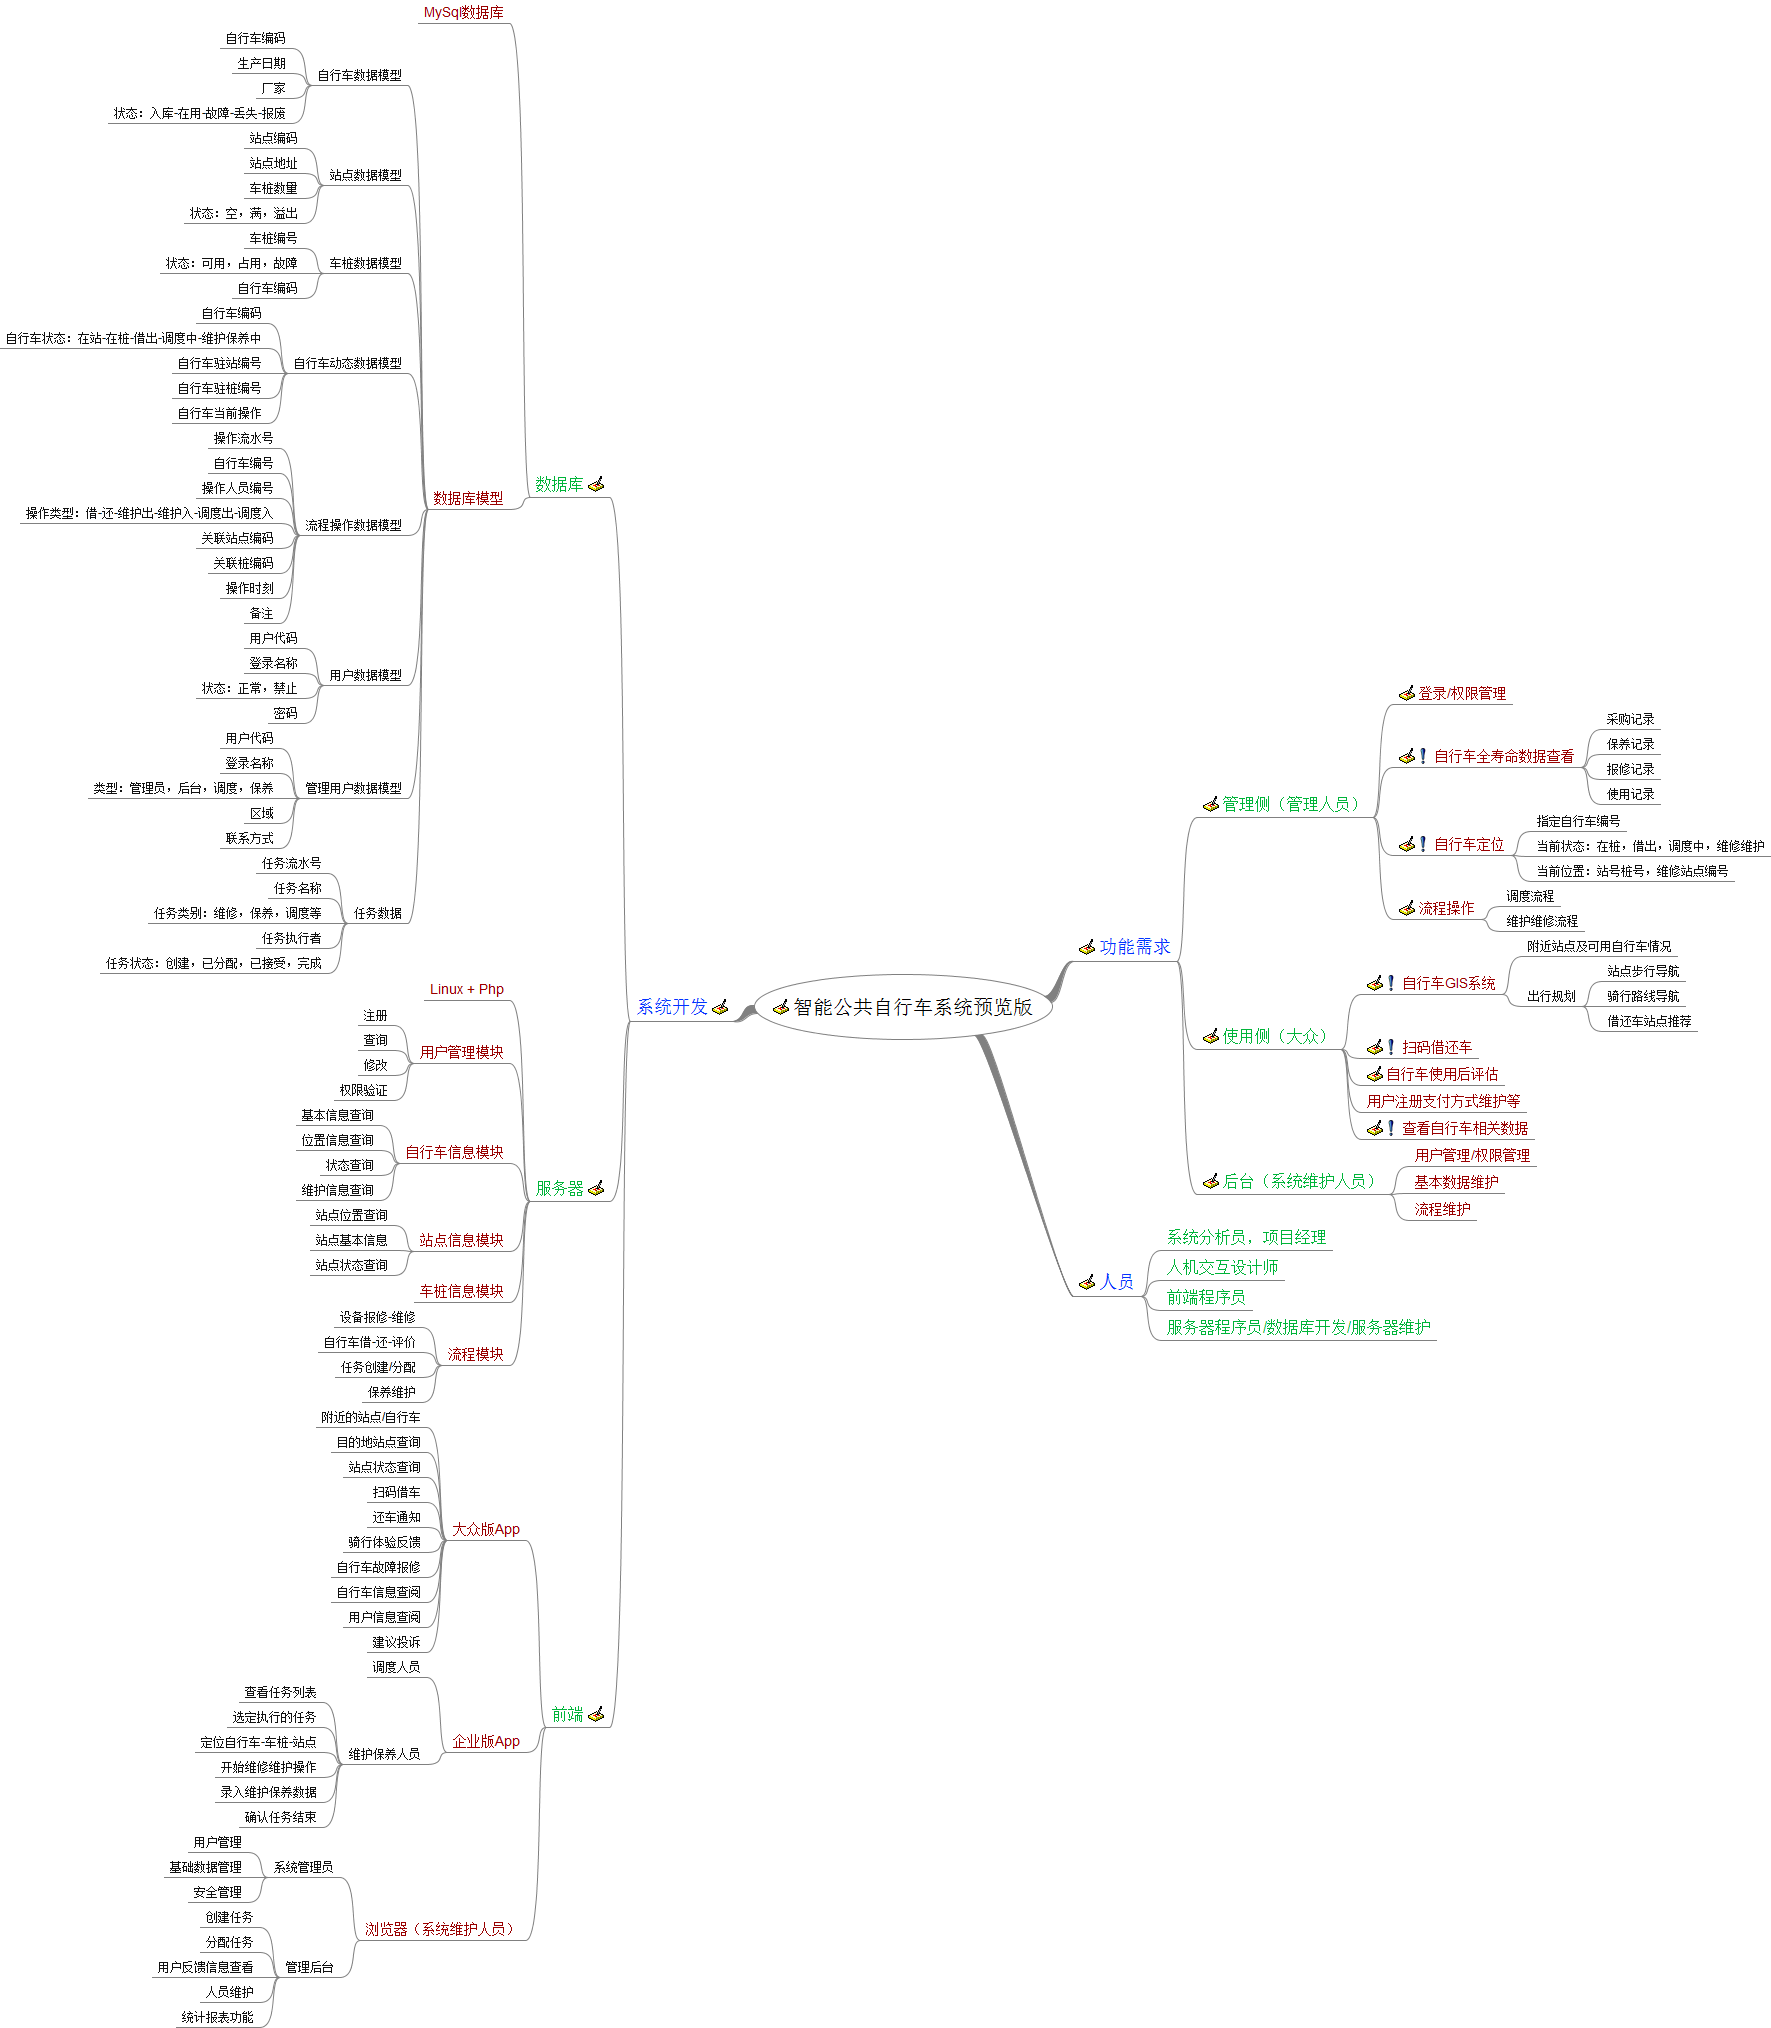 MySql数据库
自行车编码
生产日期
厂家
状态：入库-在用-故障-丢失-报废
自行车数据模型
站点编码
站点地址
车桩数量
状态：空，满，溢出
站点数据模型
车桩编号
状态：可用，占用，故障
自行车编码
车桩数据模型
自行车编码
自行车状态：在站-在桩-借出-调度中-维护保养中
自行车驻站编号
自行车驻桩编号
自行车当前操作
自行车动态数据模型
操作流水号
自行车编号
操作人员编号
操作类型：借-还-维护出-维护入-调度出-调度入
关联站点编码
关联桩编码
操作时刻
备注
流程操作数据模型
用户代码
登录名称
状态：正常，禁止
密码
用户数据模型
用户代码
登录名称
类型：管理员，后台，调度，保养
区域
联系方式
管理用户数据模型
任务流水号
任务名称
任务类别：维修，保养，调度等
任务执行者
任务状态：创建，已分配，已接受，完成
任务数据
数据库模型
数据库
Linux + Php
注册
查询
修改
权限验证
用户管理模块
基本信息查询
位置信息查询
状态查询
维护信息查询
自行车信息模块
站点位置查询
站点基本信息
站点状态查询
站点信息模块
车桩信息模块
设备报修-维修
自行车借-还-评价
任务创建/分配
保养维护
流程模块
服务器
附近的站点/自行车
目的地站点查询
站点状态查询
扫码借车
还车通知
骑行体验反馈
自行车故障报修
自行车信息查阅
用户信息查阅
建议投诉
大众版App
调度人员
查看任务列表
选定执行的任务
定位自行车-车桩-站点
开始维修维护操作
录入维护保养数据
确认任务结束
维护保养人员
企业版App
用户管理
基础数据管理
安全管理
系统管理员
创建任务
分配任务
用户反馈信息查看
人员维护
统计报表功能
管理后台
浏览器（系统维护人员）
前端
系统开发
智能公共自行车系统预览版
功能需求
管理侧（管理人员）
登录/权限管理
自行车全寿命数据查看
采购记录
保养记录
报修记录
使用记录
自行车定位
指定自行车编号
当前状态：在桩，借出，调度中，维修维护
当前位置：站号桩号，维修站点编号
流程操作
调度流程
维护维修流程
使用侧（大众）
自行车GIS系统
附近站点及可用自行车情况
出行规划
站点步行导航
骑行路线导航
借还车站点推荐
扫码借还车
自行车使用后评估
用户注册支付方式维护等
查看自行车相关数据
后台（系统维护人员）
用户管理/权限管理
基本数据维护
流程维护
人员
系统分析员，项目经理
人机交互设计师
前端程序员
服务器程序员/数据库开发/服务器维护